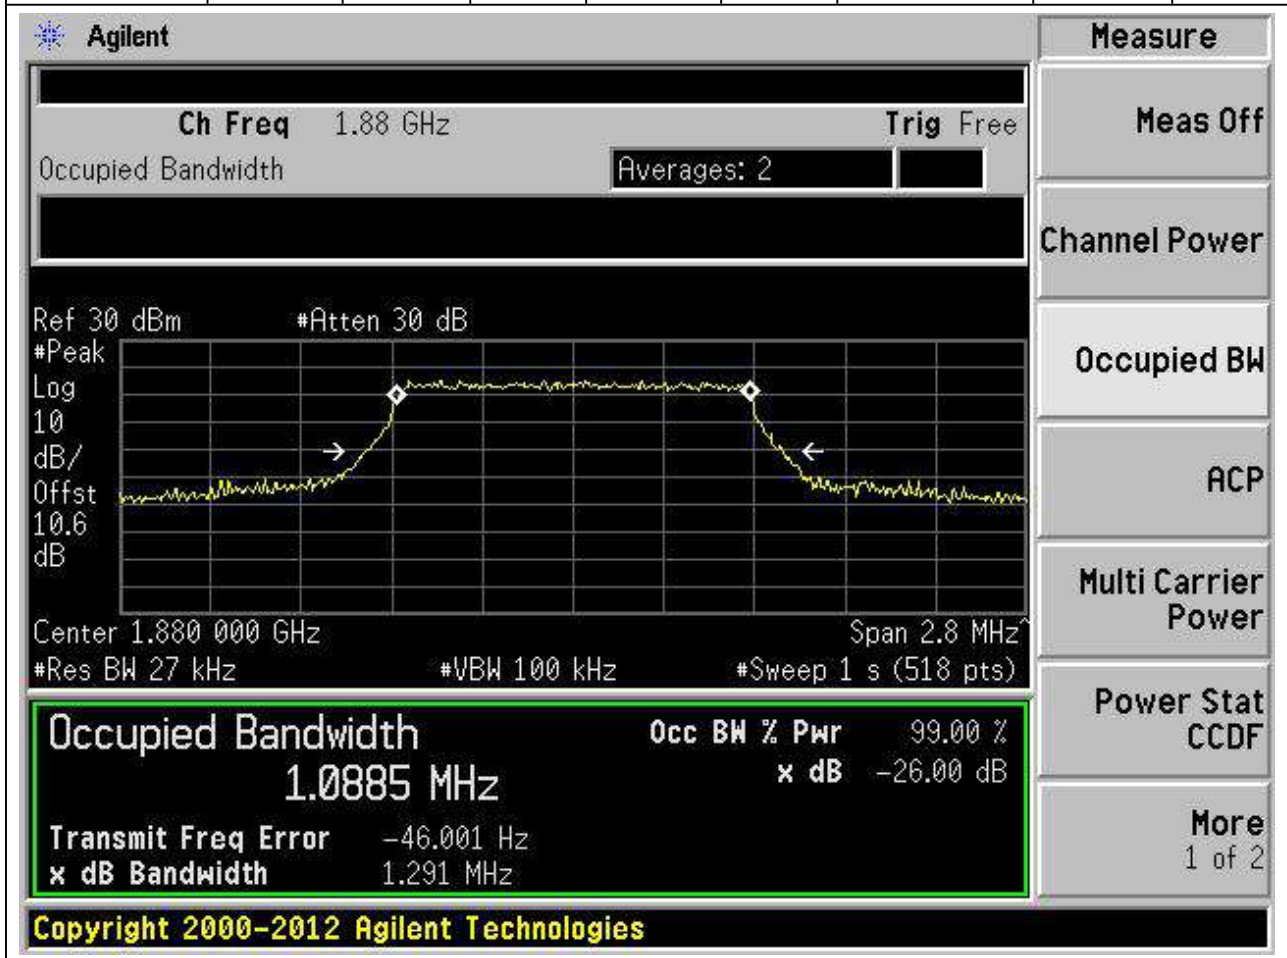 Agilent
Measure
Ch Freq 1.88 GHz Trig Free
Occupied Bandwidth Averages: 2
Meas Off
Channel Power
Occupied BW
ACP
Multi Carrier
Power
Power Stat
CCDF
More
1 of 2
Ref 30 dBm #Atten 30 dB
#Peak
Log
10
dB/
Offst
10.6
dB
Center 1.880 000 GHz Span 2.8 MHz^
#Res BW 27 kHz #VBW 100 kHz #Sweep 1 s (518 pts)
Occupied Bandwidth Occ BW % Pwr 99.00 %
1.0885 MHz x dB -26.00 dB
Transmit Freq Error -46.001 Hz
x dB Bandwidth 1.291 MHz
Copyright 2000-2012 Agilent Technologies